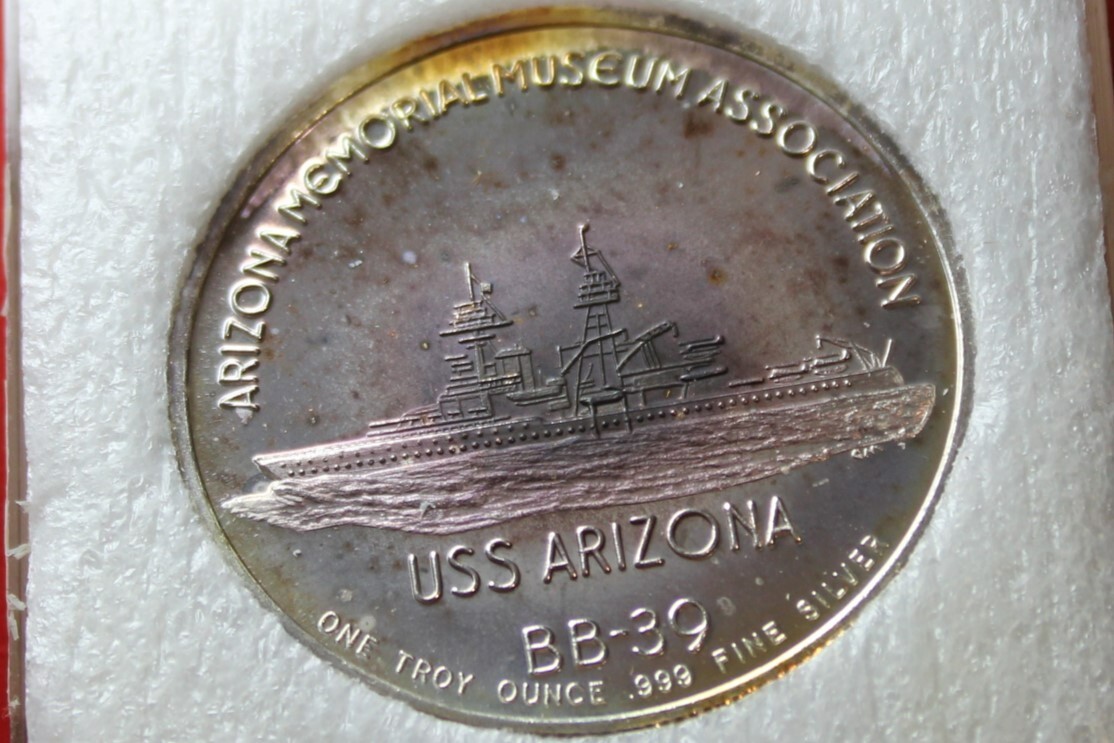 ARIZONA MEMORIAL MUSEUM ASSOCIATION
USS ARIZONA
BB-39
ONE TROY OUNCE .999 FINE SILVER